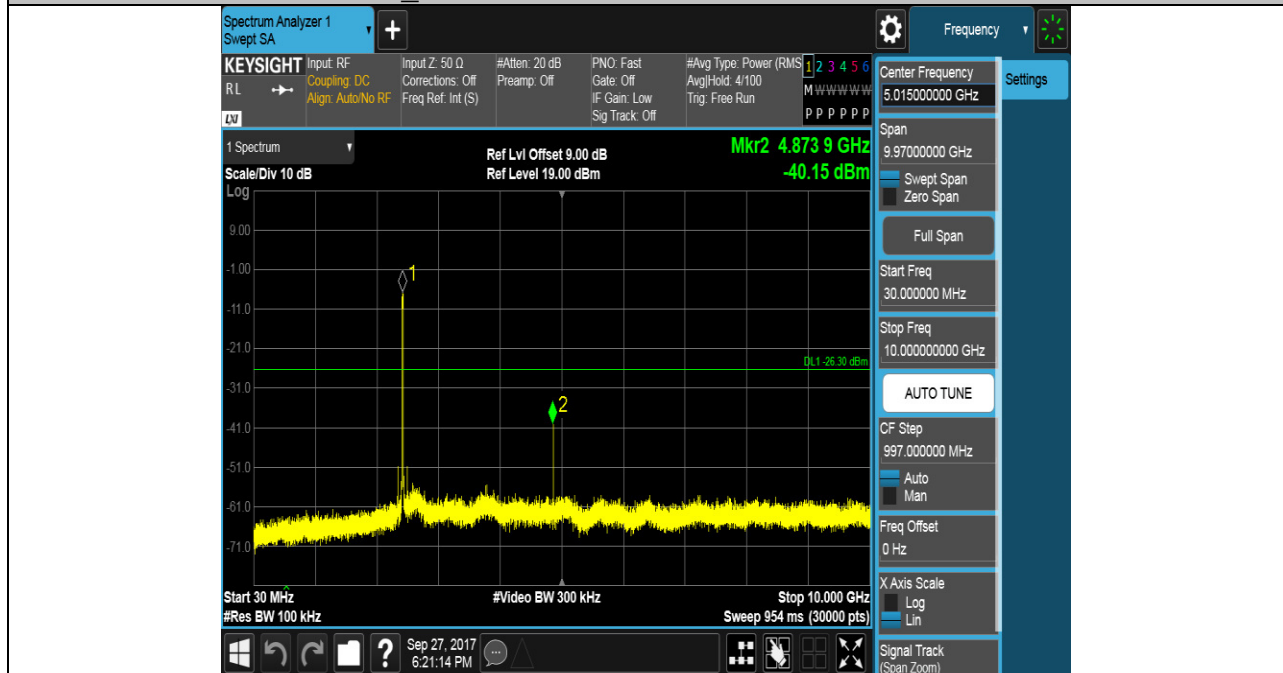 Spectrum Analyzer 1
Swept SA
+
Frequency
KEYSIGHT
RL
LXI
Input: RF
Coupling: DC
Align: Auto/No RF
Input Z: 50 Ω
Corrections: Off
Freq Ref: Int (S)
#Atten: 20 dB
Preamp: Off
PNO: Fast
Gate: Off
IF Gain: Low
Sig Track: Off
#Avg Type: Power (RMS
Avg|Hold: 4/100
Trig: Free Run
1 2 3 4 5 6
M W W W W W
P P P P P P
1 Spectrum
Scale/Div 10 dB
Ref Lvl Offset 9.00 dB
Ref Level 19.00 dBm
Mkr2 4.873 9 GHz
-40.15 dBm
Log
9.00
-1.00
-11.0
-21.0
-31.0
-41.0
-51.0
-61.0
-71.0
1
2
DL1 -26.30 dBm
Start 30 MHz
#Res BW 100 kHz
#Video BW 300 kHz
Stop 10.000 GHz
Sweep 954 ms (30000 pts)
Sep 27, 2017
6:21:14 PM
?
Center Frequency
5.015000000 GHz
Settings
Span
9.97000000 GHz
Swept Span
Zero Span
Full Span
Start Freq
30.000000 MHz
Stop Freq
10.000000000 GHz
AUTO TUNE
CF Step
997.000000 MHz
Auto
Man
Freq Offset
0 Hz
X Axis Scale
Log
Lin
Signal Track
(Span Zoom)